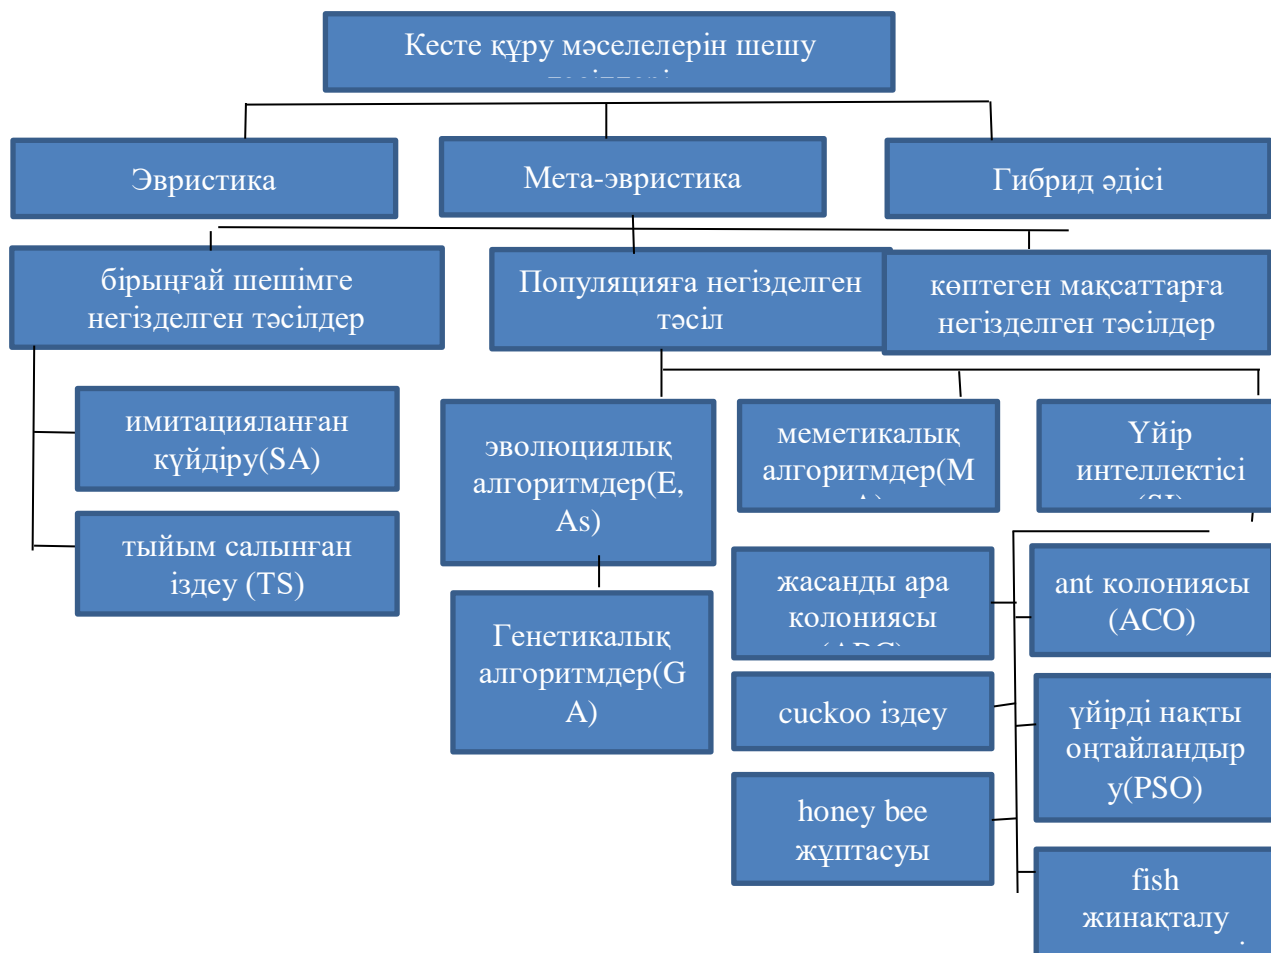 Кесте құру мәселелерін шешу
Эвристика
Мета-эвристика
Гибрид әдісі
бірыңғай шешімге
негізделген тәсілдер
Популяцияға негізделген
тәсіл
көптеген мақсаттарға
негізделген тәсілдер
имитацияланған
күйдіру(SA)
тыйым салынған
іздеу (TS)
эволюциялық
алгоритмдер(E,
As)
Генетикалық
алгоритмдер(G
A)
меметикалық
алгоритмдер(M
Үйір
интеллектісі
жасанды ара
колониясы
cuckoo іздеу
honey bee
жұптасуы
ant колониясы
(ACO)
үйірді нақты
оңтайландыр
у(PSO)
fish
жинақталу